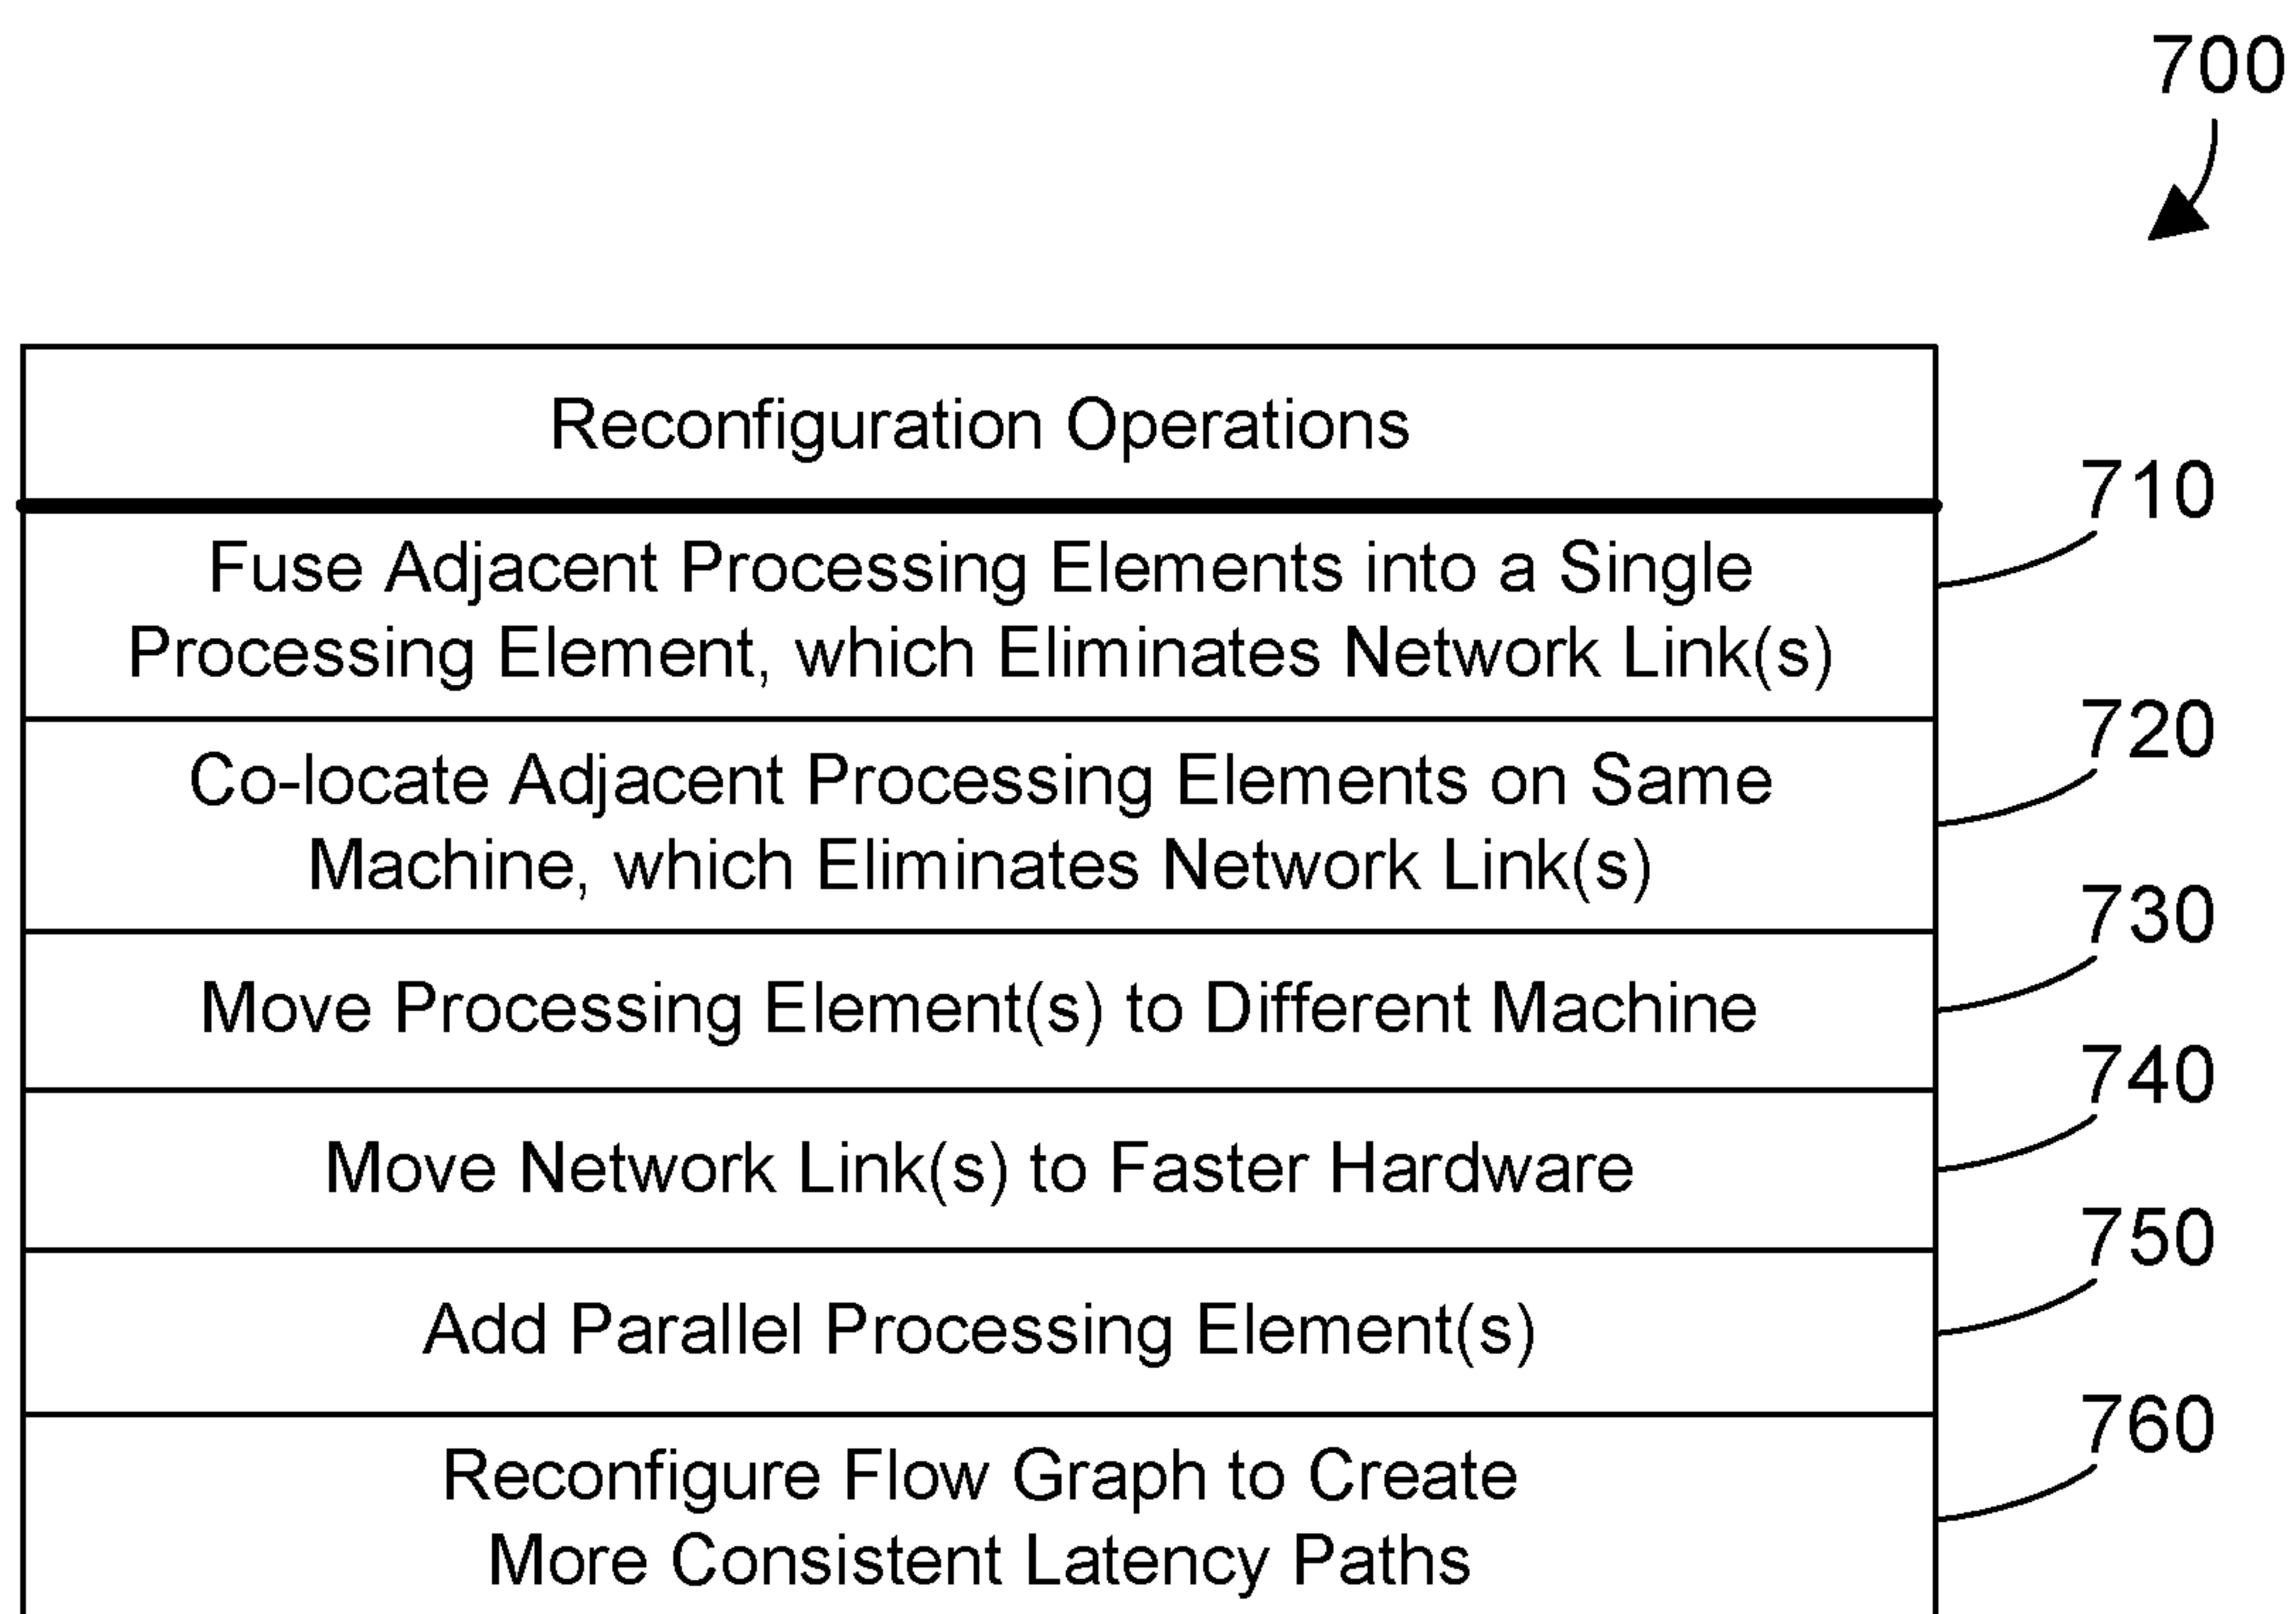 700
Reconfiguration Operations
710
Fuse Adjacent Processing Elements into a Single
Processing Element, which Eliminates Network Link(s)
720
Co-locate Adjacent Processing Elements on Same
Machine, which Eliminates Network Link(s)
730
Move Processing Element(s) to Different Machine
740
Move Network Link(s) to Faster Hardware
750
Add Parallel Processing Element(s)
760
Reconfigure Flow Graph to Create
More Consistent Latency Paths